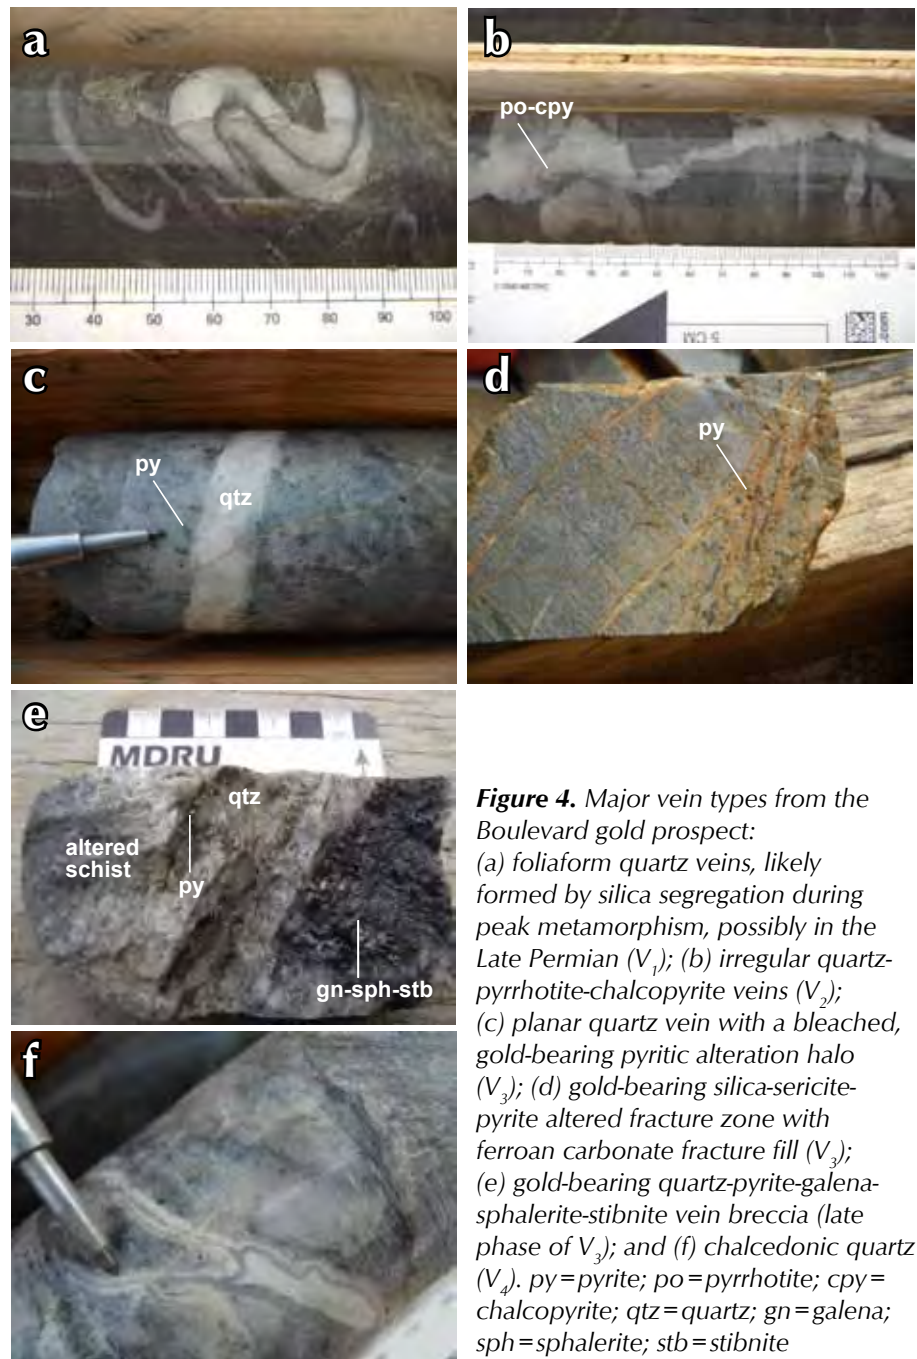 a
30 40 50 60 70 80 90 100
b
po-cpy
5 CM
c
py
qtz
d
py
e
MDRU
qtz
altered
schist
py
gn-sph-stb
f
Figure 4. Major vein types from the
Boulevard gold prospect:
(a) foliaform quartz veins, likely
formed by silica segregation during
peak metamorphism, possibly in the
Late Permian (V1); (b) irregular quartz-
pyrrhotite-chalcopyrite veins (V2);
(c) planar quartz vein with a bleached,
gold-bearing pyritic alteration halo
(V3); (d) gold-bearing silica-sericite-
pyrite altered fracture zone with
ferroan carbonate fracture fill (V3);
(e) gold-bearing quartz-pyrite-galena-
sphalerite-stibnite vein breccia (late
phase of V3); and (f) chalcedonic quartz
(V4). py=pyrite; po=pyrrhotite; cpy=
chalcopyrite; qtz=quartz; gn=galena;
sph=sphalerite; stb=stibnite